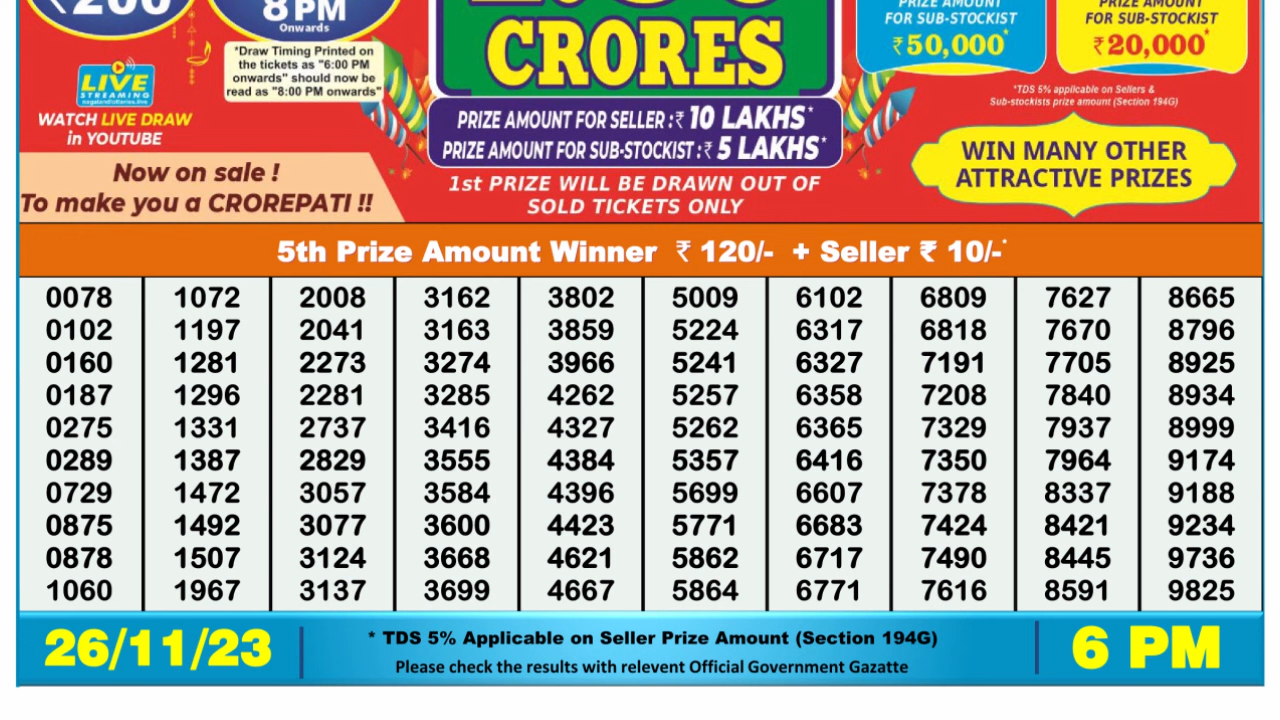 8 PM
Onwards
*Draw Timing Printed on
the tickets as "6:00 PM
onwards" should now be
read as "8:00 PM onwards"
LIVE
STREAMING
nagalandlotteries.live
WATCH LIVE DRAW
in YOUTUBE
Now on sale !
To make you a CROREPATI !!
CRORES
PRIZE AMOUNT FOR SELLER :₹ 10 LAKHS*
PRIZE AMOUNT FOR SUB-STOCKIST :₹ 5 LAKHS*
1st PRIZE WILL BE DRAWN OUT OF
SOLD TICKETS ONLY
PRIZE AMOUNT
FOR SUB-STOCKIST
₹50,000*
PRIZE AMOUNT
FOR SUB-STOCKIST
₹20,000*
*TDS 5% applicable on Sellers &
Sub-stockists prize amount (Section 194G)
WIN MANY OTHER
ATTRACTIVE PRIZES
5th Prize Amount Winner ₹ 120/- + Seller ₹ 10/-*
0078 1072 2008 3162 3802 5009 6102 6809 7627 8665
0102 1197 2041 3163 3859 5224 6317 6818 7670 8796
0160 1281 2273 3274 3966 5241 6327 7191 7705 8925
0187 1296 2281 3285 4262 5257 6358 7208 7840 8934
0275 1331 2737 3416 4327 5262 6365 7329 7937 8999
0289 1387 2829 3555 4384 5357 6416 7350 7964 9174
0729 1472 3057 3584 4396 5699 6607 7378 8337 9188
0875 1492 3077 3600 4423 5771 6683 7424 8421 9234
0878 1507 3124 3668 4621 5862 6717 7490 8445 9736
1060 1967 3137 3699 4667 5864 6771 7616 8591 9825
26/11/23
* TDS 5% Applicable on Seller Prize Amount (Section 194G)
Please check the results with relevent Official Government Gazatte
6 PM